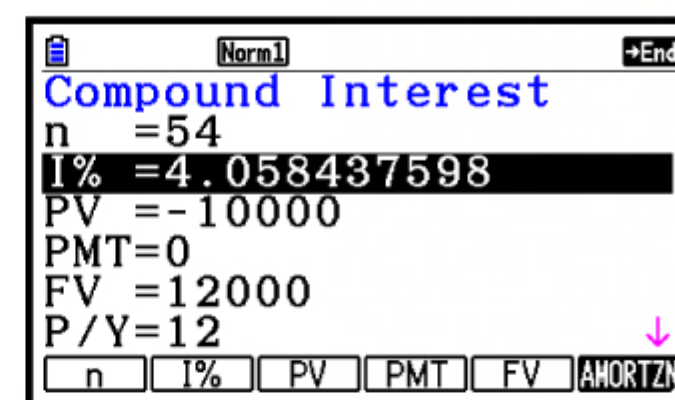 Norm1 →End
Compound Interest
n =54
I% =4.058437598
PV =-10000
PMT=0
FV =12000
P/Y=12 ↓
n I% PV PMT FV AMORTZN